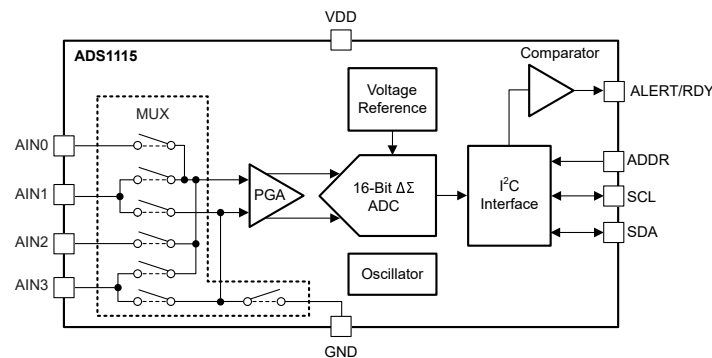 VDD
ADS1115
Comparator
Voltage
Reference
MUX
ALERT/RDY
AIN0
ADDR
AIN1
PGA
16-Bit ΔΣ
ADC
I²C
Interface
SCL
AIN2
SDA
AIN3
Oscillator
GND